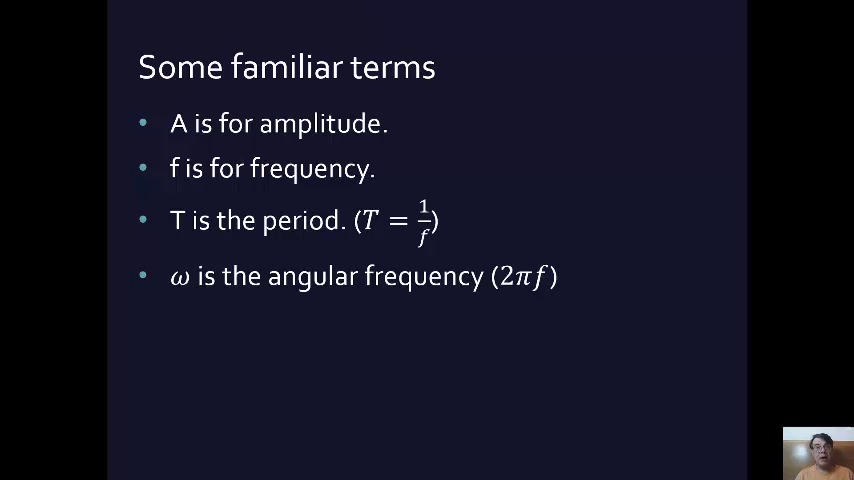 Some familiar terms
• A is for amplitude.
• f is for frequency.
• T is the period. (T = 1/f)
• ω is the angular frequency (2πf)